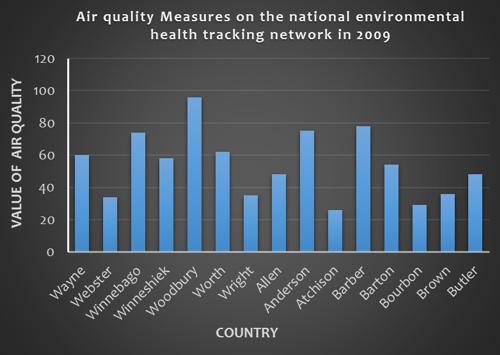 Air quality Measures on the national environmental
health tracking network in 2009
VALUE OF AIR QUALITY
120
100
80
60
40
20
0
Wayne
Webster
Winnebago
Winneshiek
Woodbury
Worth
Wright
Allen
Anderson
Atchison
Barber
Barton
Bourbon
Brown
Butler
COUNTRY